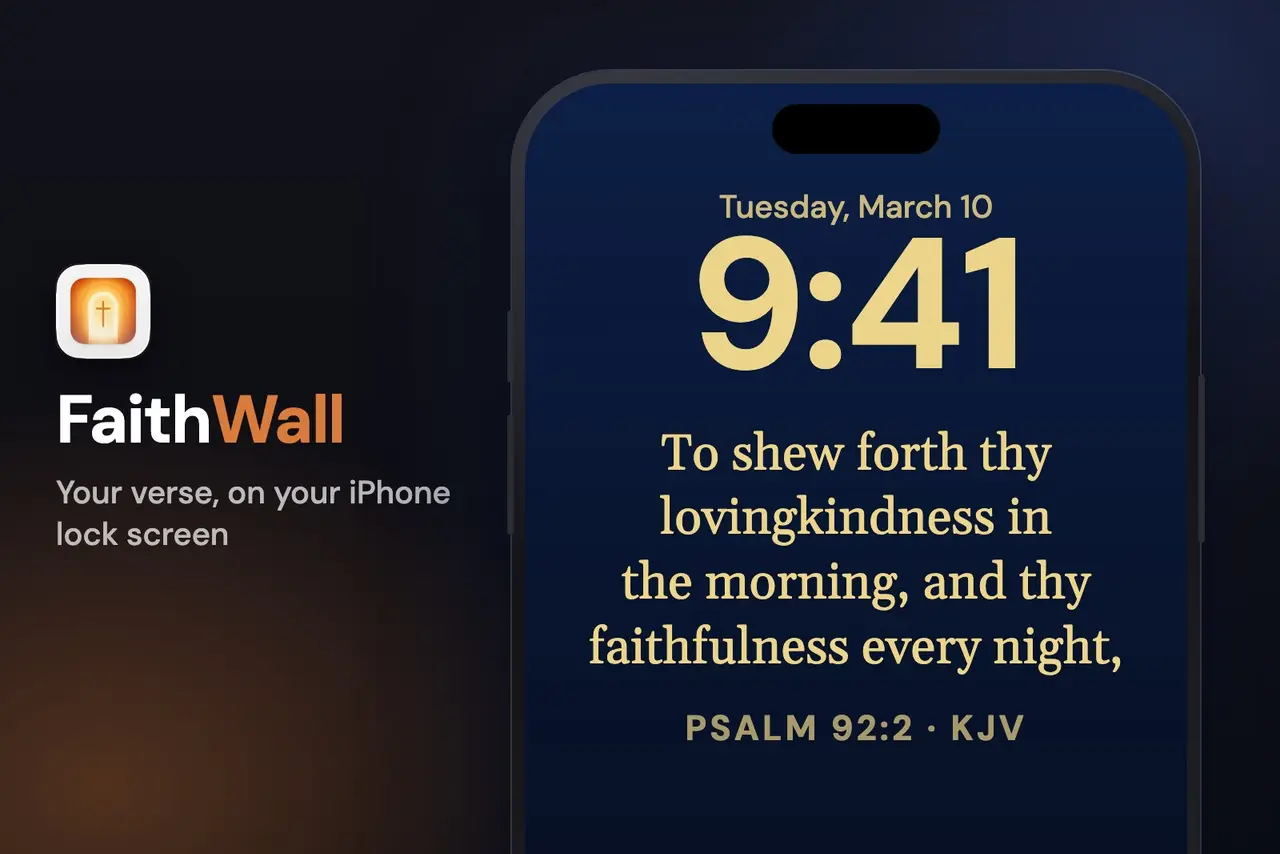 FaithWall
Your verse, on your iPhone
lock screen
Tuesday, March 10
9:41
To shew forth thy
lovingkindness in
the morning, and thy
faithfulness every night,
PSALM 92:2 · KJV